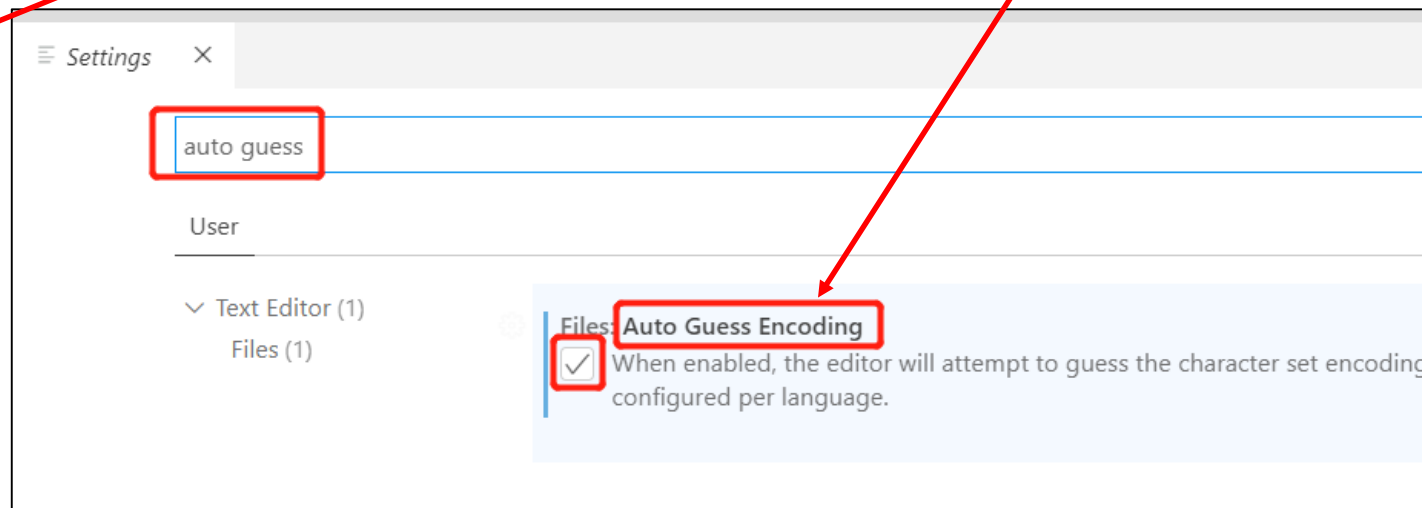 Settings
auto guess
User
Text Editor (1)
Files (1)
Files: Auto Guess Encoding
When enabled, the editor will attempt to guess the character set encoding
configured per language.